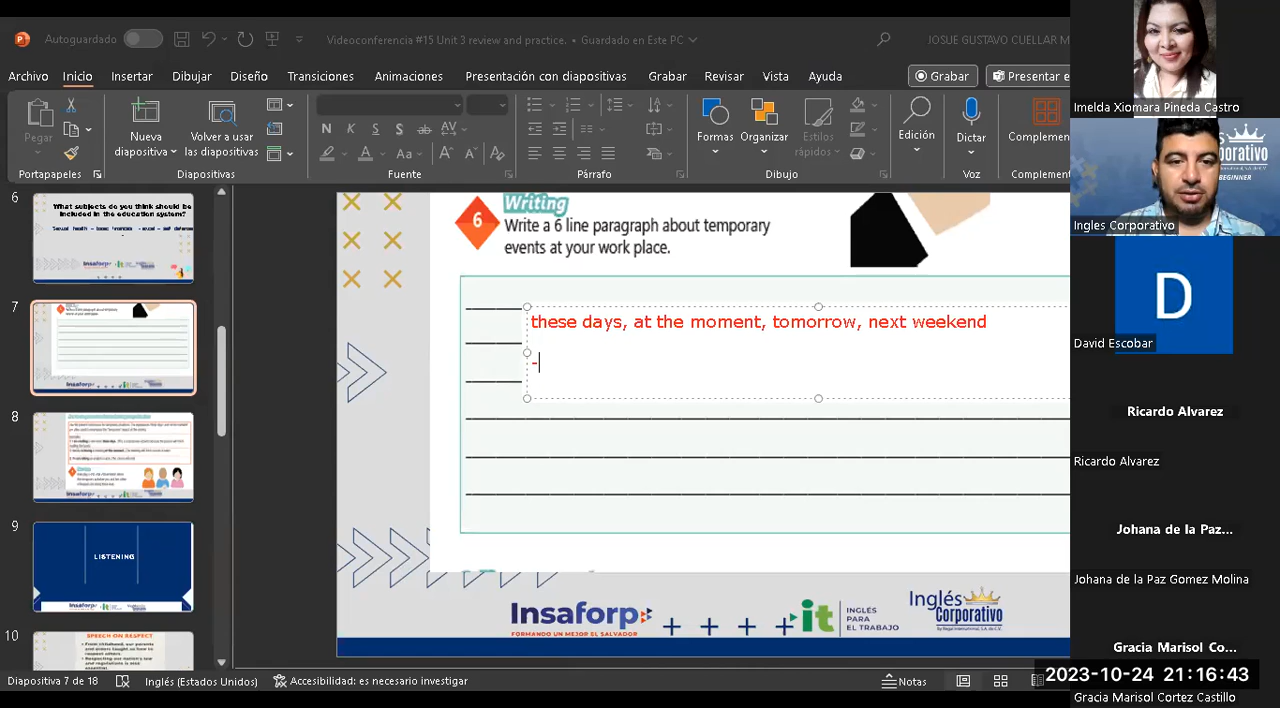 Autoguardado
Videoconferencia #15 Unit 3 review and practice. • Guardado en Este PC
JOSUE GUSTAVO CUELLAR M
Archivo Inicio Insertar Dibujar Diseño Transiciones Animaciones Presentación con diapositivas Grabar Revisar Vista Ayuda
Grabar
Presentar e
Pegar
Nueva diapositiva
Volver a usar las diapositivas
Formas
Organizar
Estilos rápidos
Edición
Dictar
Complemen
Portapapeles
Diapositivas
Fuente
Párrafo
Dibujo
Voz
Complement
6
What subjects do you think should be
included in the education system?
Insaforp
7
8
9
LISTENING
10
SPEECH ON RESPECT
6
Writing
Write a 6 line paragraph about temporary
events at your work place.
these days, at the moment, tomorrow, next weekend
-
Insaforp
FORMANDO UN MEJOR EL SALVADOR
it
INGLÉS
PARA
EL TRABAJO
Inglés
Corporativo
Diapositiva 7 de 18
Inglés (Estados Unidos)
Accesibilidad: es necesario investigar
Notas
Imelda Xiomara Pineda Castro
porativo
BEGINNER
Ingles Corporativo
D
David Escobar
Ricardo Alvarez
Ricardo Alvarez
Johana de la Paz...
Johana de la Paz Gomez Molina
Gracia Marisol Co...
2023-10-24 21:16:43
Gracia Marisol Cortez Castillo